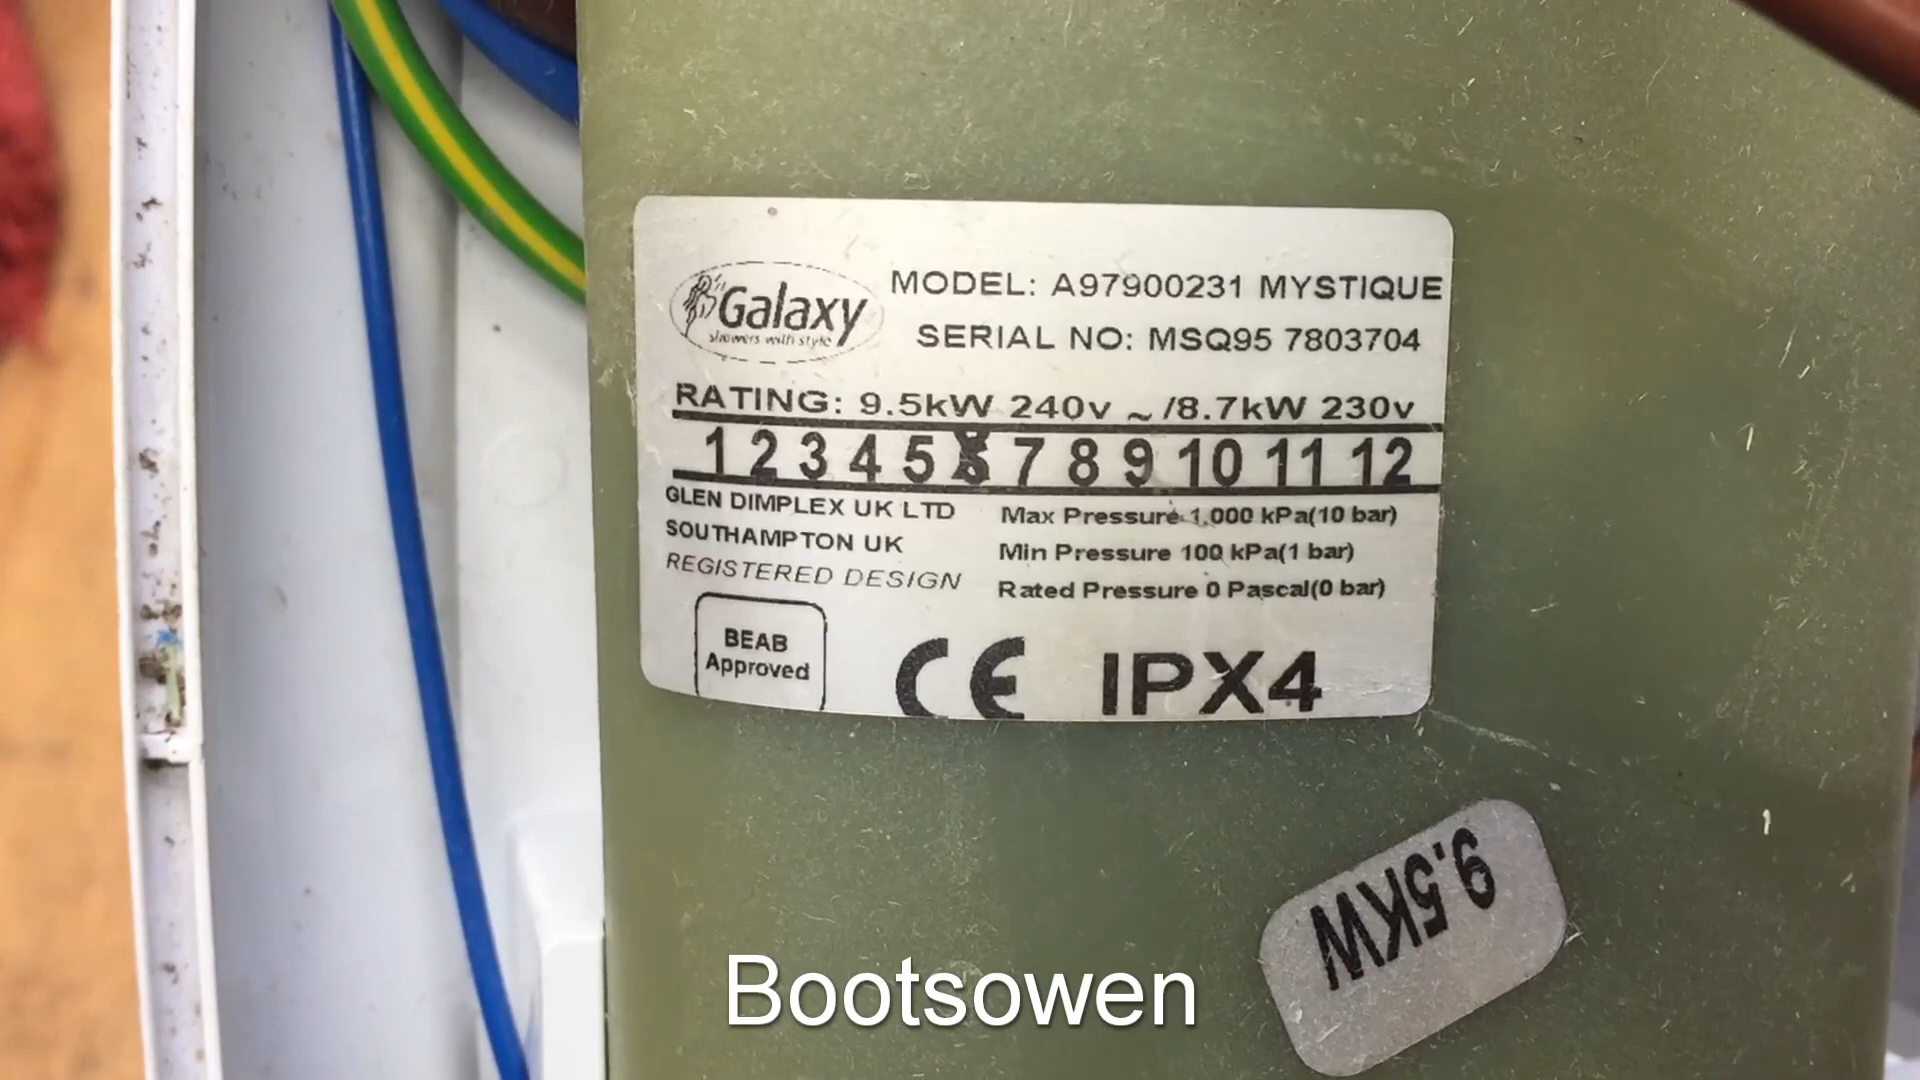 Galaxy
showers with style
MODEL: A97900231 MYSTIQUE
SERIAL NO: MSQ95 7803704
RATING: 9.5kW 240v ~ /8.7kW 230v
1 2 3 4 5 6 7 8 9 10 11 12
GLEN DIMPLEX UK LTD
SOUTHAMPTON UK
REGISTERED DESIGN
Max Pressure 1.000 kPa(10 bar)
Min Pressure 100 kPa(1 bar)
Rated Pressure 0 Pascal(0 bar)
BEAB
Approved
CE IPX4
9.5KW
Bootsowen